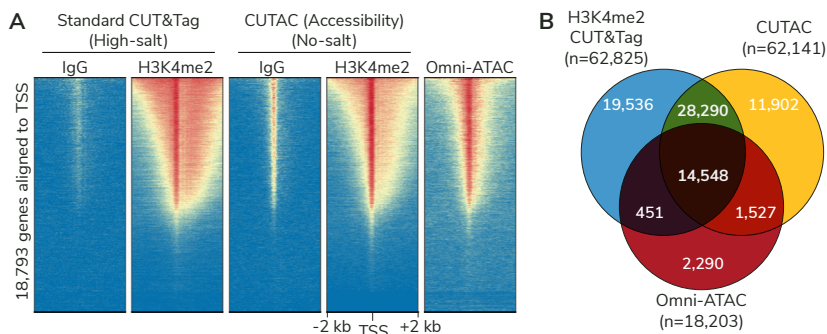 A
Standard CUT&Tag
(High-salt)
CUTAC (Accessibility)
(No-salt)
IgG
H3K4me2
IgG
H3K4me2
Omni-ATAC
18,793 genes aligned to TSS
-2 kb
TSS
+2 kb
B
H3K4me2
CUT&Tag
(n=62,825)
CUTAC
(n=62,141)
19,536
28,290
11,902
14,548
451
1,527
2,290
Omni-ATAC
(n=18,203)